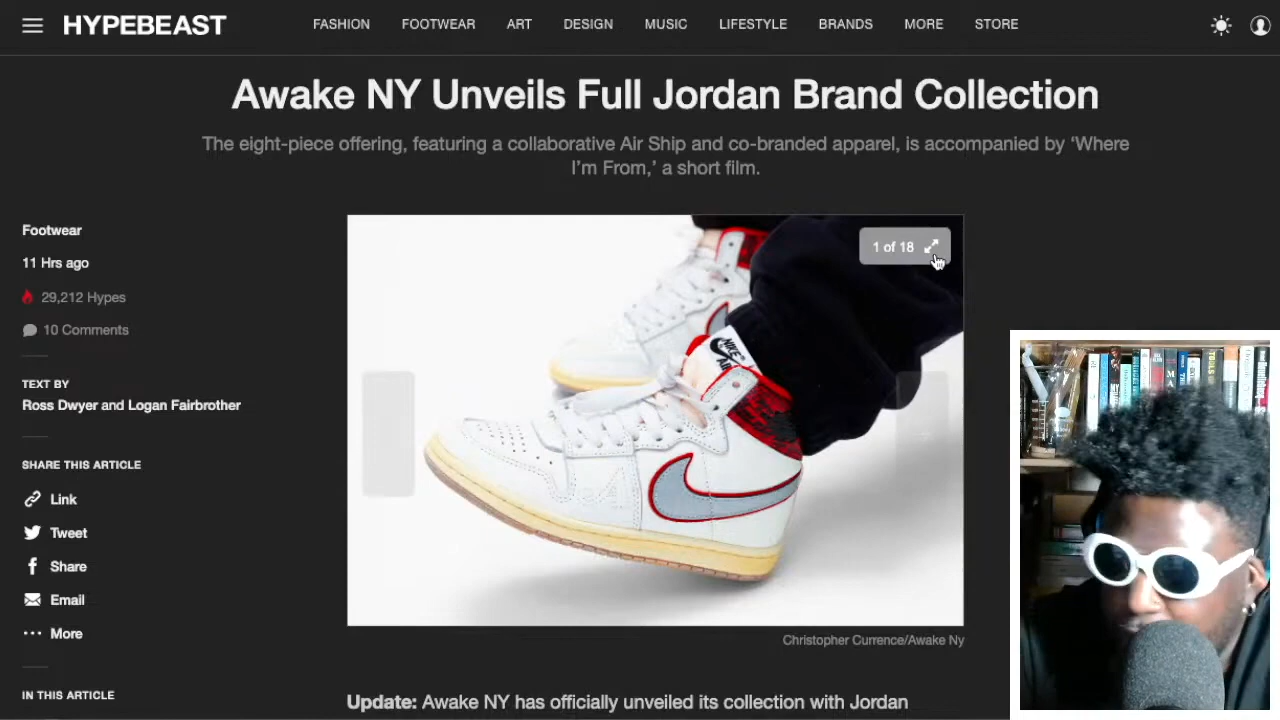 HYPEBEAST
FASHION FOOTWEAR ART DESIGN MUSIC LIFESTYLE BRANDS MORE STORE
Awake NY Unveils Full Jordan Brand Collection
The eight-piece offering, featuring a collaborative Air Ship and co-branded apparel, is accompanied by ‘Where
I’m From,’ a short film.
Footwear
11 Hrs ago
29,212 Hypes
10 Comments
TEXT BY
Ross Dwyer and Logan Fairbrother
SHARE THIS ARTICLE
Link
Tweet
Share
Email
More
IN THIS ARTICLE
1 of 18
NIKE
AIR
Christopher Currence/Awake Ny
Update: Awake NY has officially unveiled its collection with Jordan